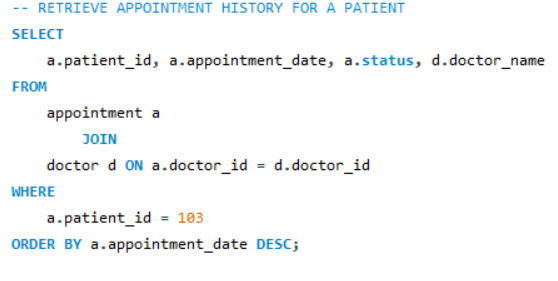 -- RETRIEVE APPOINTMENT HISTORY FOR A PATIENT
SELECT
    a.patient_id, a.appointment_date, a.status, d.doctor_name
FROM
    appointment a
        JOIN
    doctor d ON a.doctor_id = d.doctor_id
WHERE
    a.patient_id = 103
ORDER BY a.appointment_date DESC;